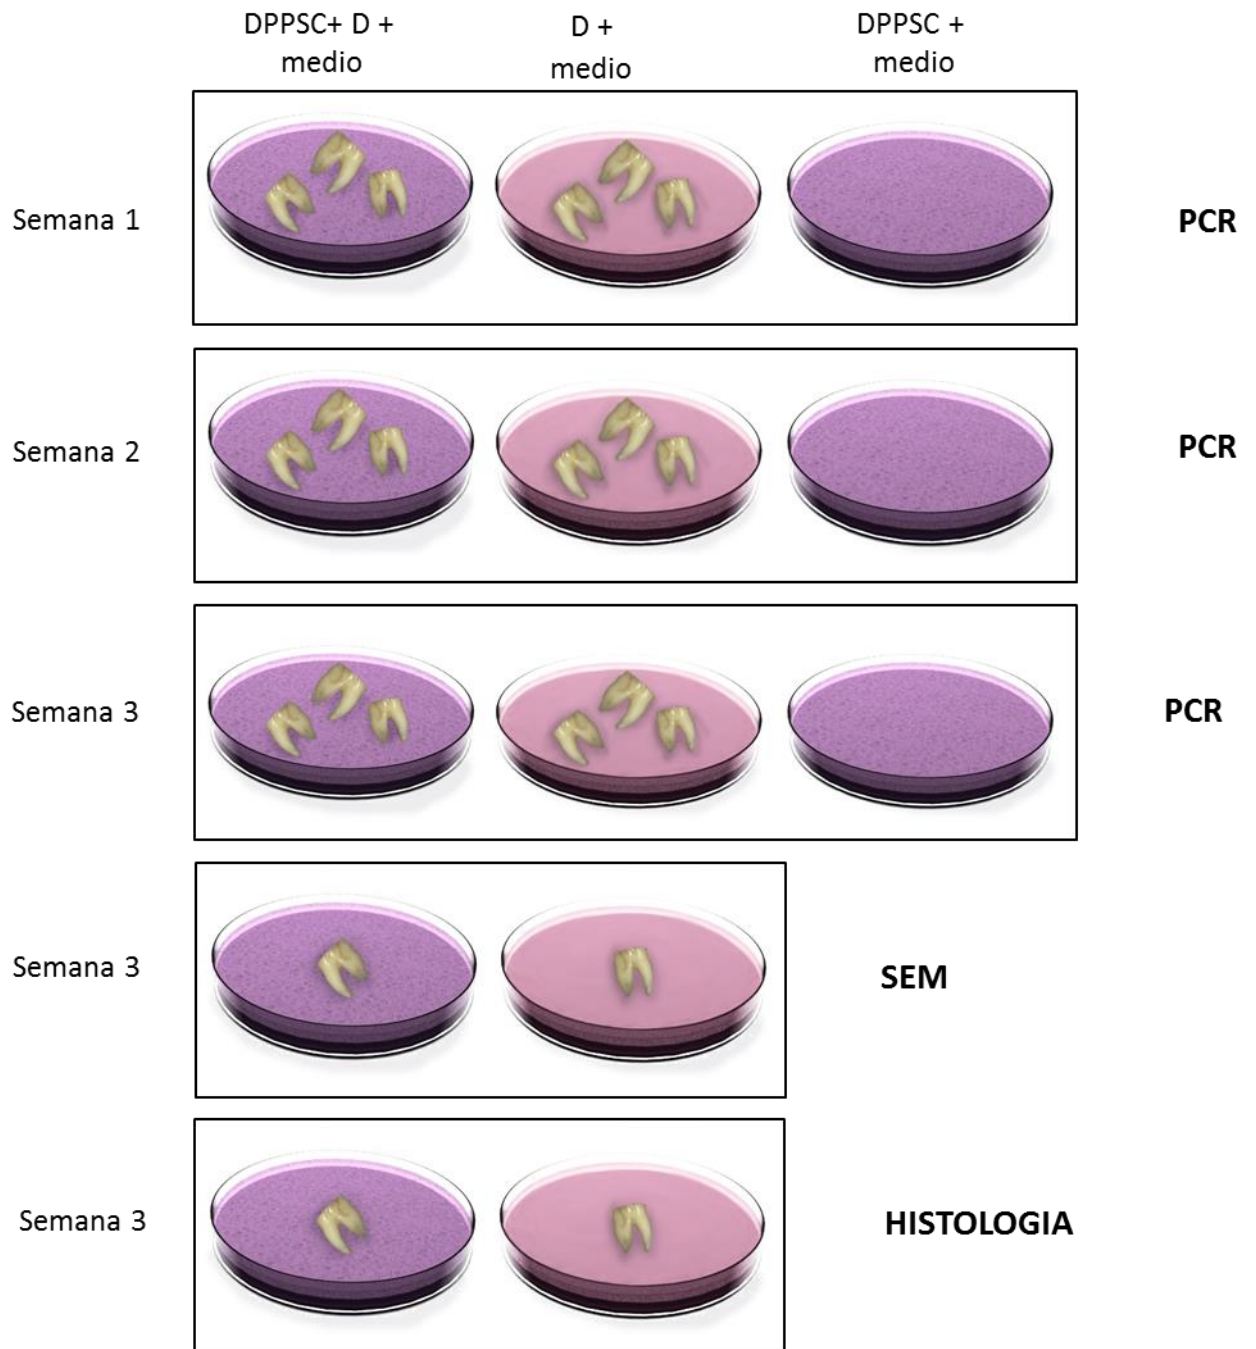 DPPSC+ D +
medio
D +
medio
DPPSC +
medio
Semana 1
PCR
Semana 2
PCR
Semana 3
PCR
Semana 3
SEM
Semana 3
HISTOLOGIA